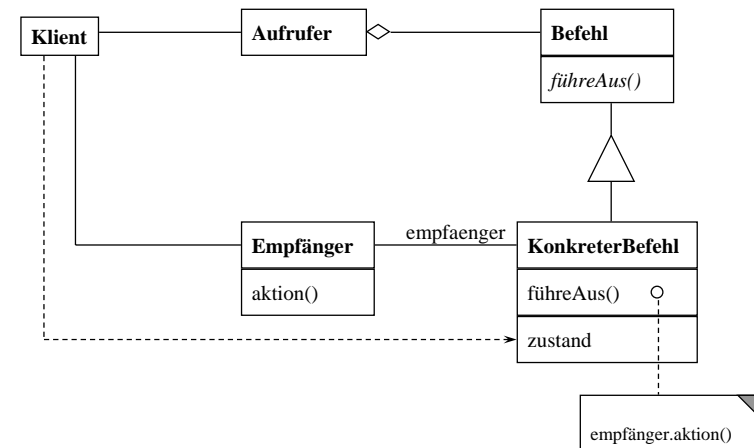 Klient
Aufrufer
Befehl
führeAus()
Empfänger
aktion()
empfaenger
KonkreterBefehl
führeAus()
zustand
empfänger.aktion()